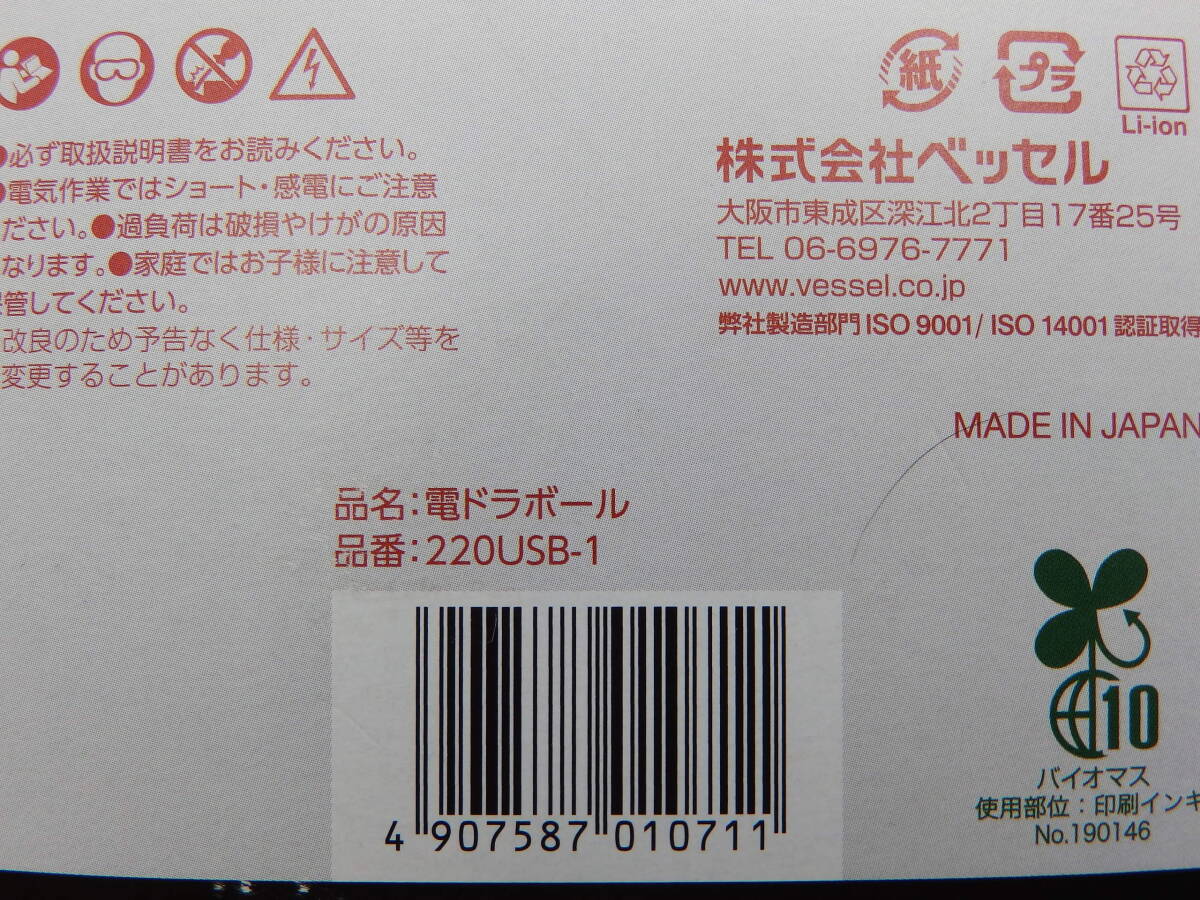 ●必ず取扱説明書をお読みください。
●電気作業ではショート・感電にご注意
ださい。●過負荷は破損やけがの原因
なります。●家庭ではお子様に注意して
管してください。
改良のため予告なく仕様・サイズ等を
変更することがあります。
紙
プラ
Li-ion
株式会社ベッセル
大阪市東成区深江北2丁目17番25号
TEL 06-6976-7771
www.vessel.co.jp
弊社製造部門 ISO 9001/ ISO 14001 認証取得
MADE IN JAPAN
品名:電ドラボール
品番:220USB-1
4 907587 010711
10
バイオマス
使用部位:印刷インキ
No.190146